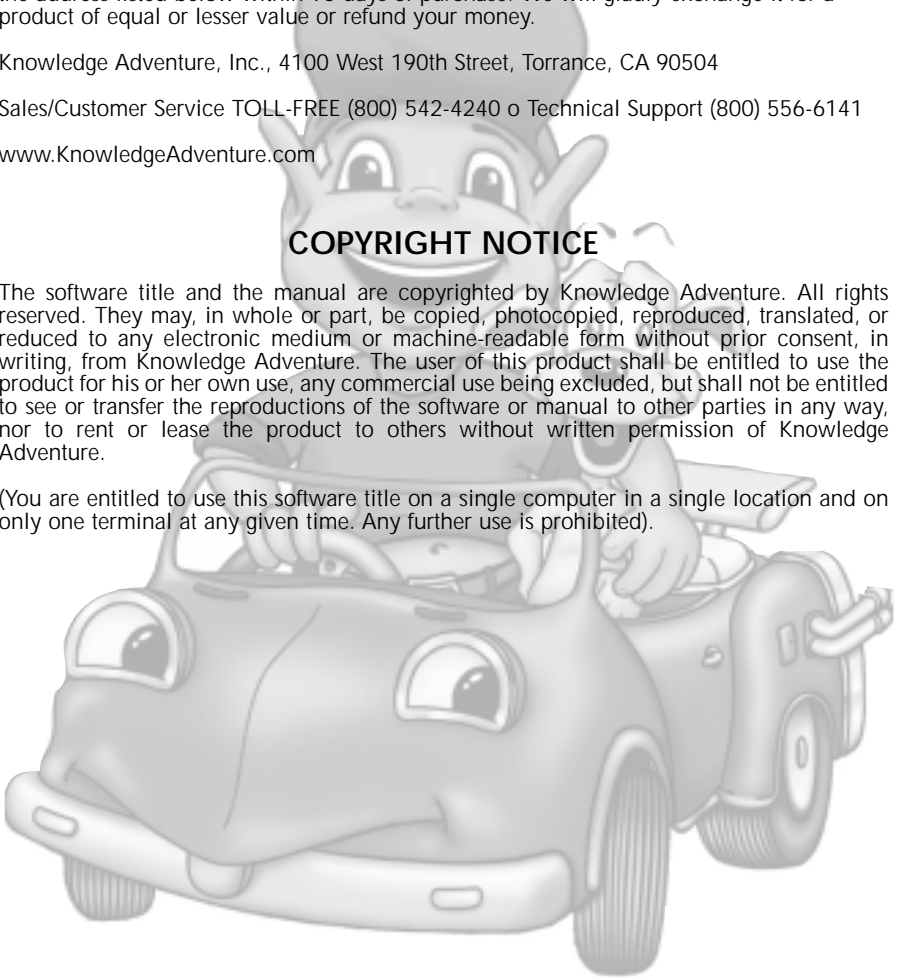 product of equal or lesser value or refund your money.
Knowledge Adventure, Inc., 4100 West 190th Street, Torrance, CA 90504
Sales/Customer Service TOLL-FREE (800) 542-4240 o Technical Support (800) 556-6141
www.KnowledgeAdventure.com
COPYRIGHT NOTICE
The software title and the manual are copyrighted by Knowledge Adventure. All rights
reserved. They may, in whole or part, be copied, photocopied, reproduced, translated, or
reduced to any electronic medium or machine-readable form without prior consent, in
writing, from Knowledge Adventure. The user of this product shall be entitled to use the
product for his or her own use, any commercial use being excluded, but shall not be entitled
to see or transfer the reproductions of the software or manual to other parties in any way,
nor to rent or lease the product to others without written permission of Knowledge
Adventure.
(You are entitled to use this software title on a single computer in a single location and on
only one terminal at any given time. Any further use is prohibited).